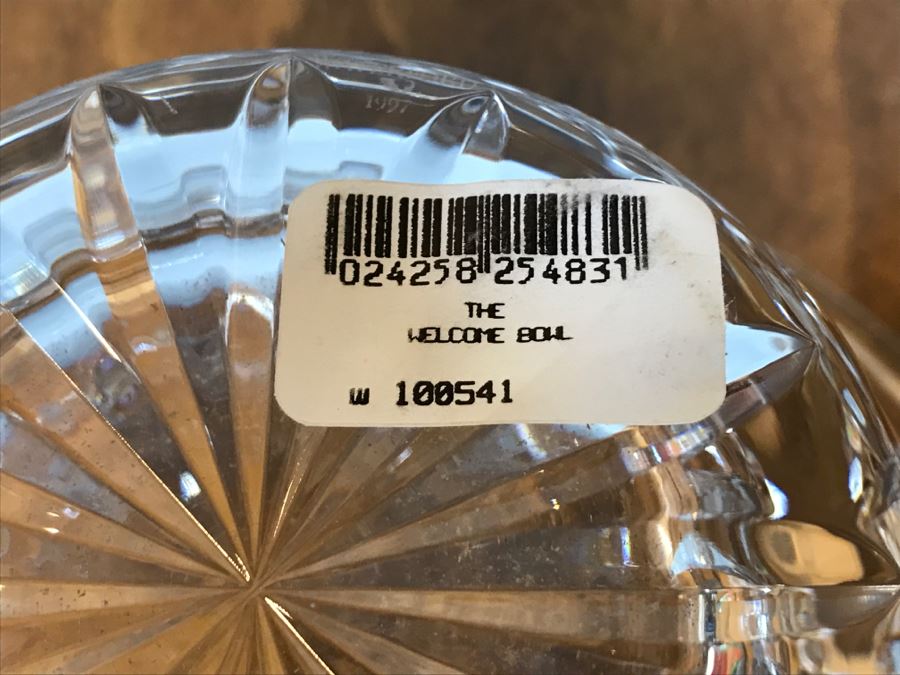 1997
024258 254831
THE
WELCOME BOWL
W 100541